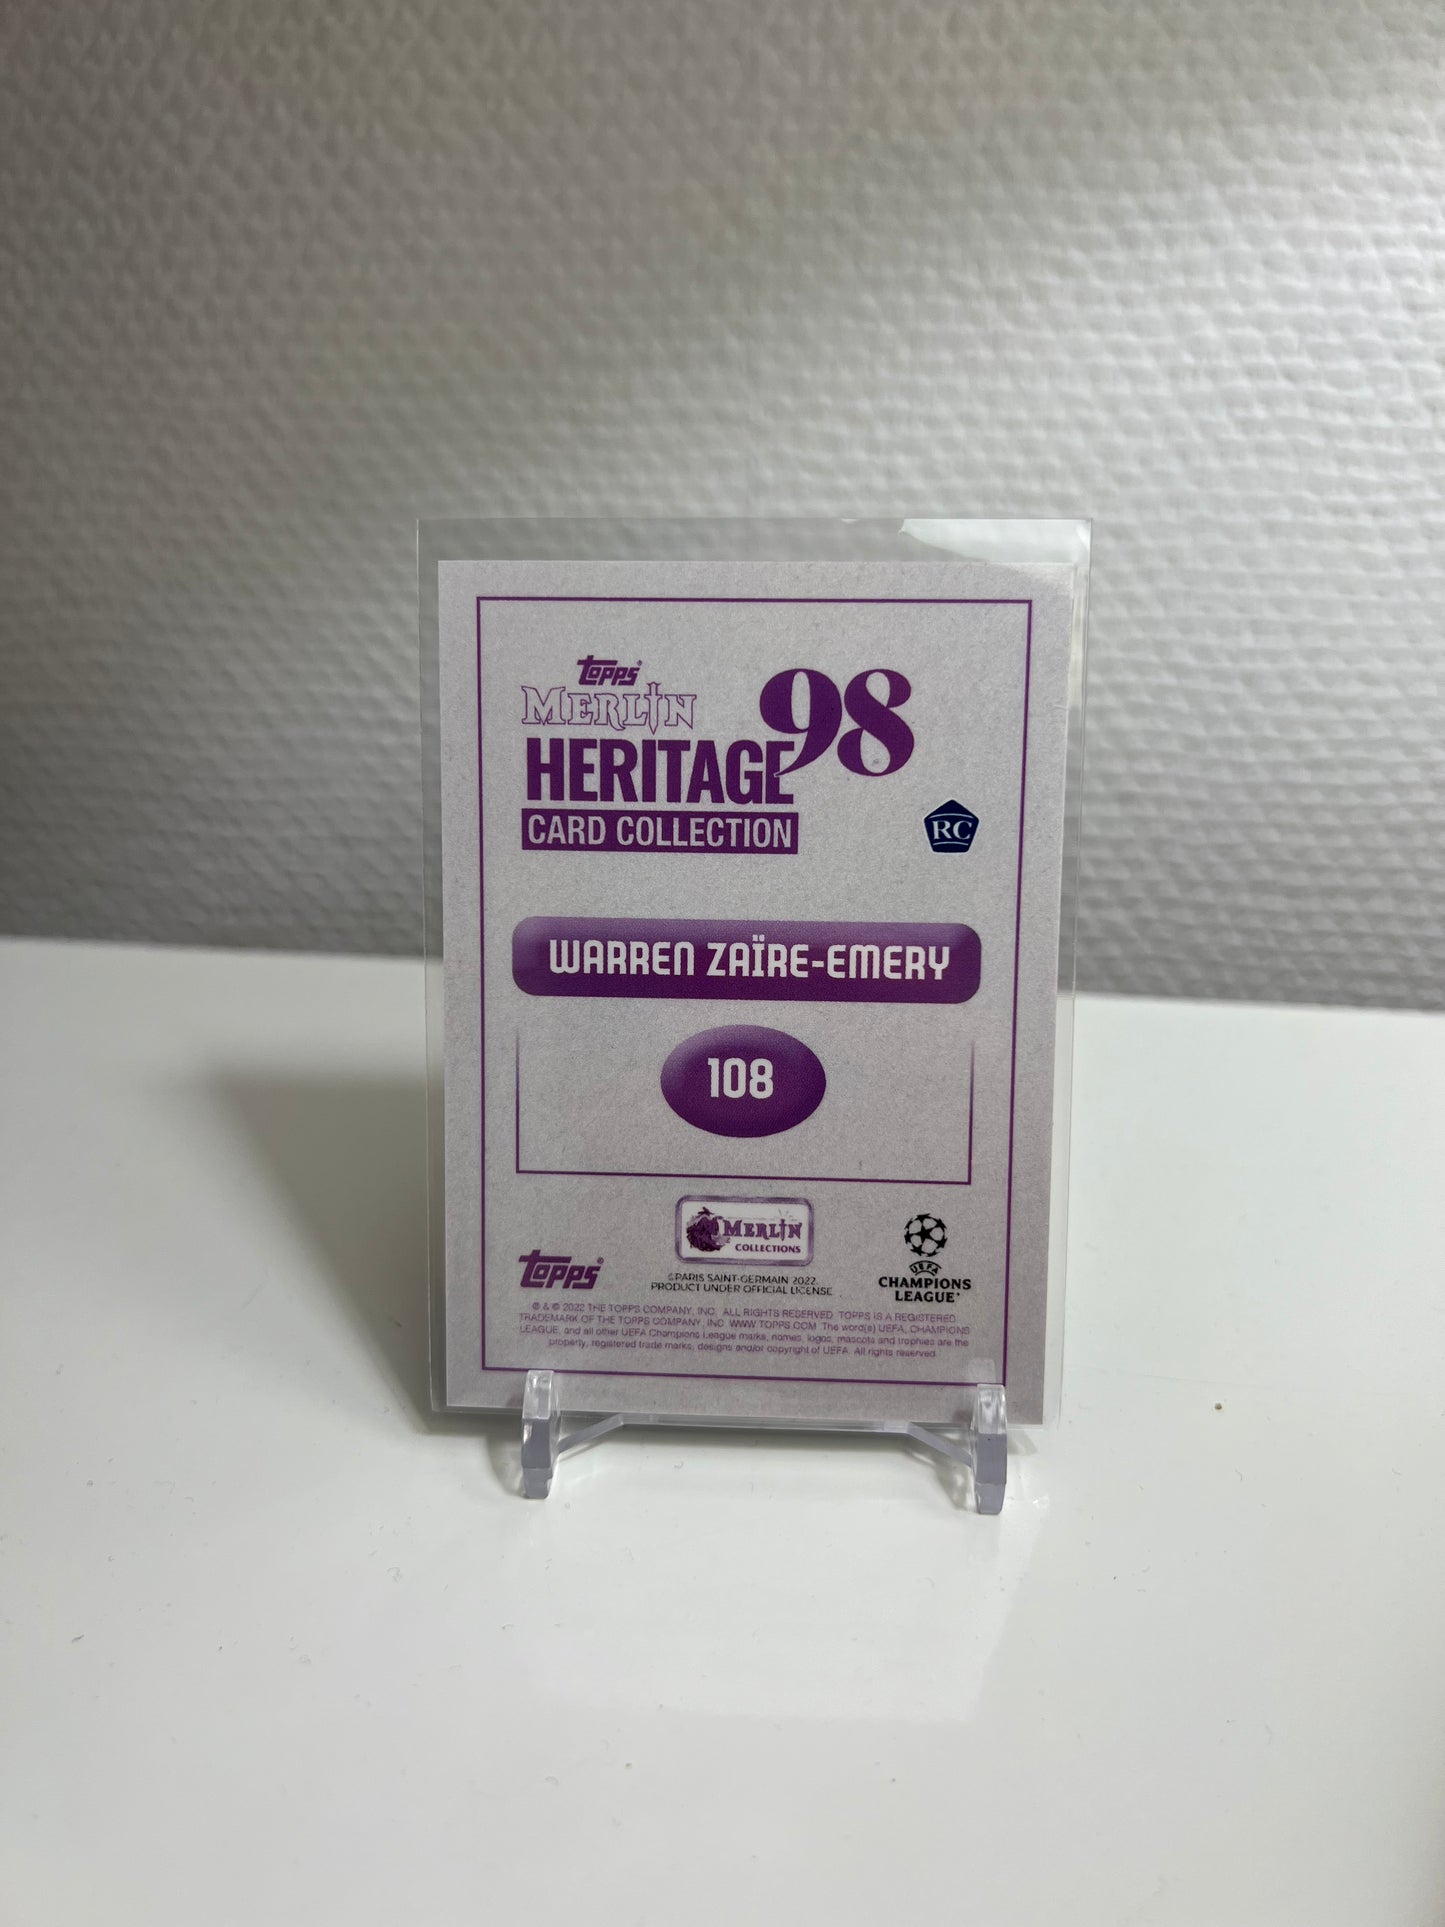 topps
MERLIN
HERITAGE 98
CARD COLLECTION
RC
WARREN ZAÏRE-EMERY
108
MERLIN
COLLECTIONS
topps
©PARIS SAINT-GERMAIN 2022.
PRODUCT UNDER OFFICIAL LICENSE
UEFA
CHAMPIONS
LEAGUE
® & © 2022 THE TOPPS COMPANY, INC. ALL RIGHTS RESERVED. TOPPS IS A REGISTERED
TRADEMARK OF THE TOPPS COMPANY, INC. WWW.TOPPS.COM. The word(s) UEFA, CHAMPIONS
LEAGUE, and all other UEFA Champions League marks, names, logos, mascots and trophies are the
property, registered trade marks, designs and/or copyright of UEFA. All rights reserved.